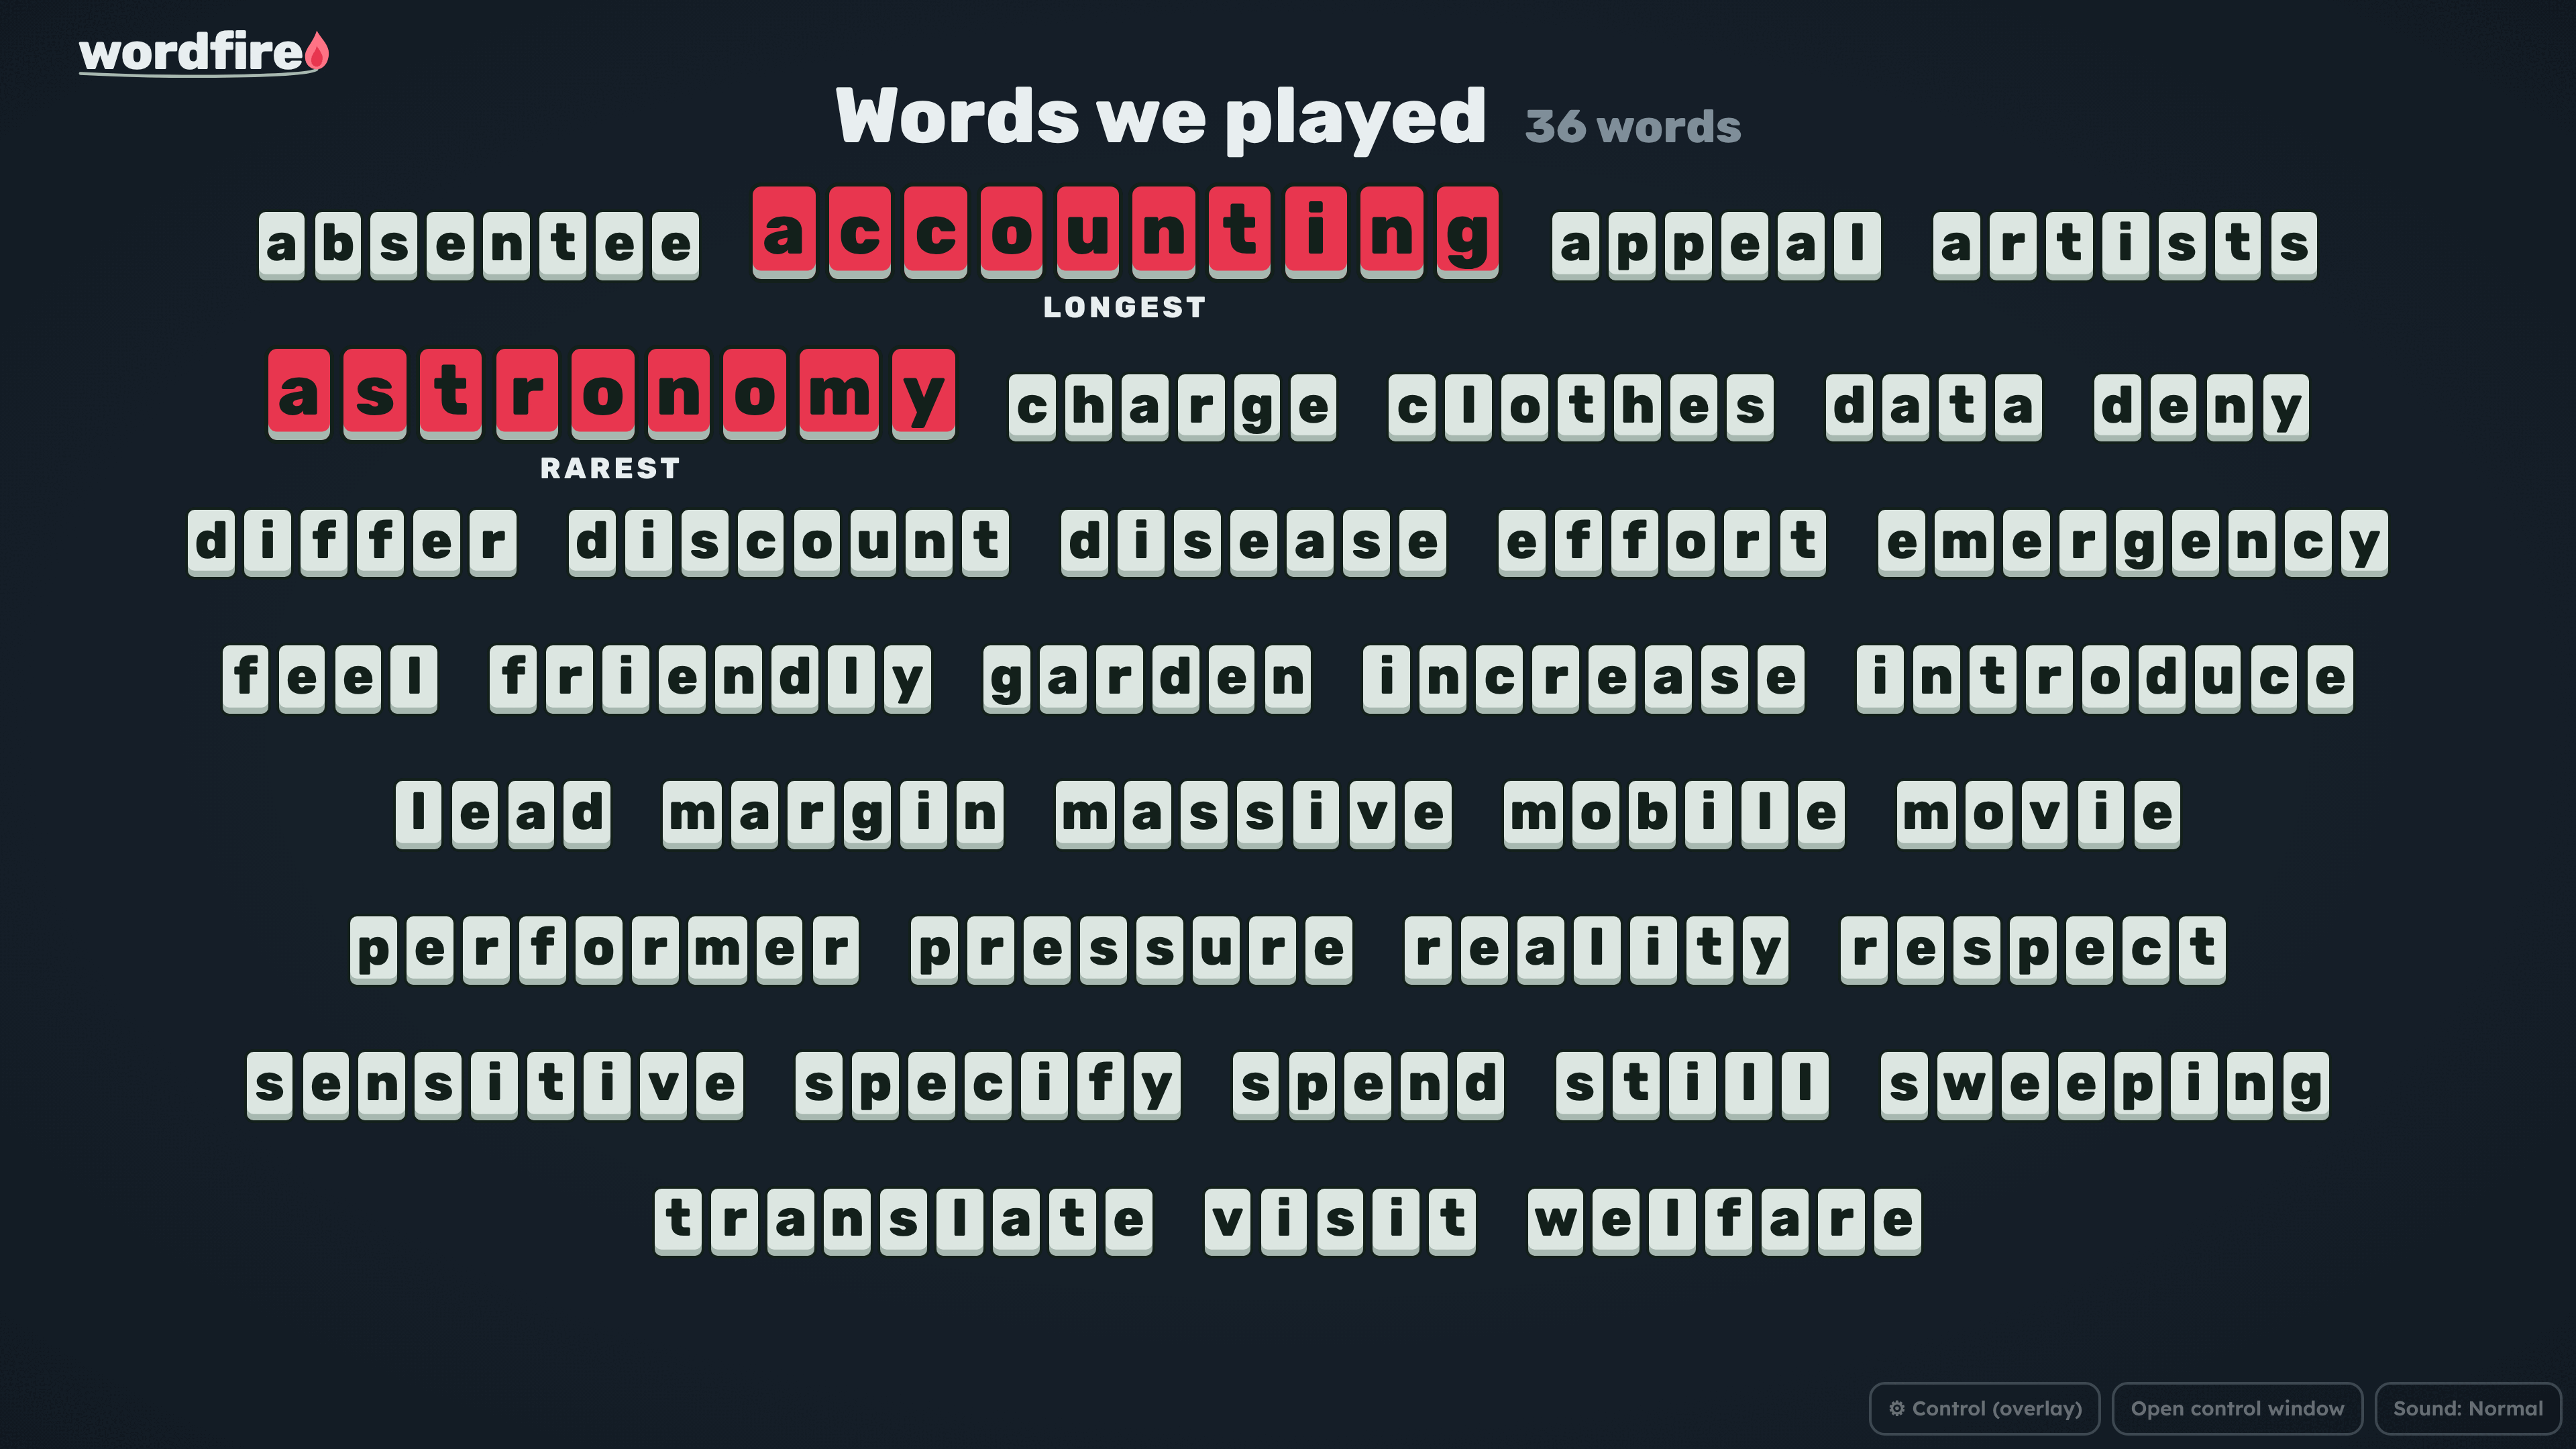 wordfire
Words we played 36 words
absentee accounting appeal artists
LONGEST
astronomy charge clothes data deny
RAREST
differ discount disease effort emergency
feel friendly garden increase introduce
lead margin massive mobile movie
performer pressure reality respect
sensitive specify spend still sweeping
translate visit welfare
⚙ Control (overlay) Open control window Sound: Normal